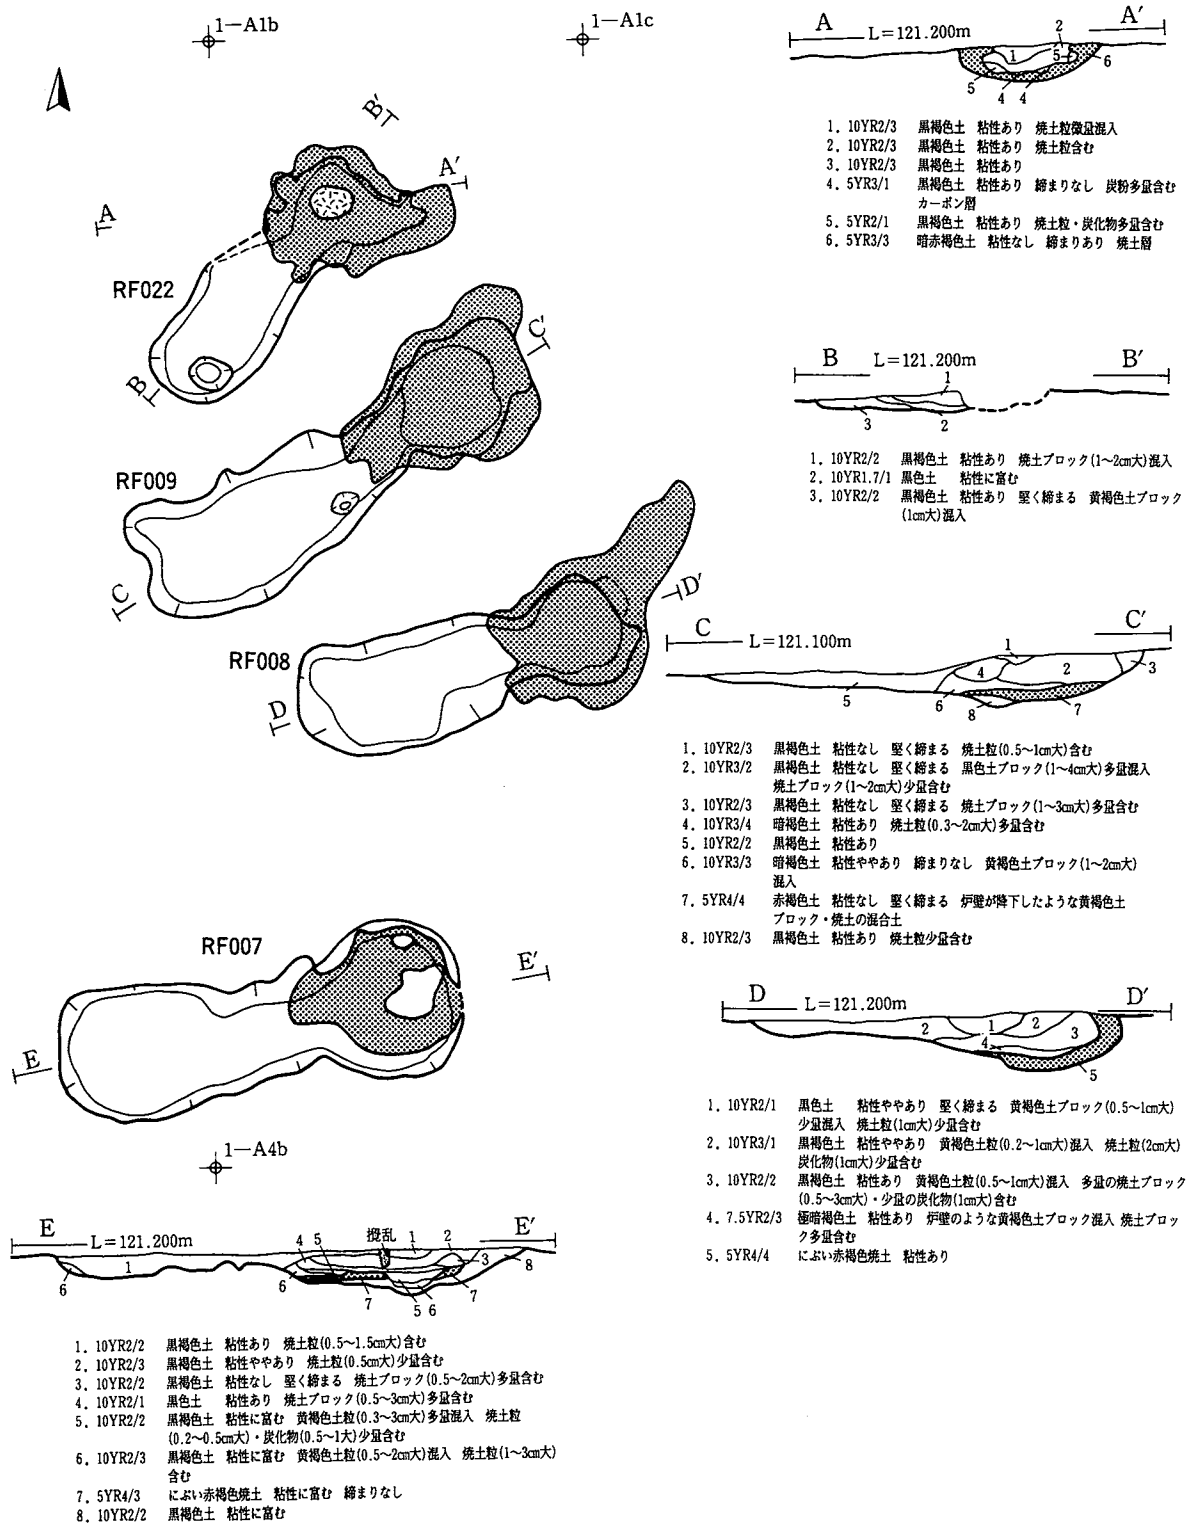 1-A1b
1-A1c
A
A′
B
B′
RF022
C
C′
RF009
D
D′
RF008
E
E′
RF007
1-A4b
A L=121.200m A′
1 2 5 6 5 4 4
1. 10YR2/3 黒褐色土 粘性あり 焼土粒微量混入
2. 10YR2/3 黒褐色土 粘性あり 焼土粒含む
3. 10YR2/3 黒褐色土 粘性あり
4. 5YR3/1 黒褐色土 粘性あり 締まりなし 炭粉多量含む
カーボン層
5. 5YR2/1 黒褐色土 粘性あり 焼土粒・炭化物多量含む
6. 5YR3/3 暗赤褐色土 粘性なし 締まりあり 焼土層
B L=121.200m B′
1 3 2
1. 10YR2/2 黒褐色土 粘性あり 焼土ブロック(1~2cm大)混入
2. 10YR1.7/1 黒色土 粘性に富む
3. 10YR2/2 黒褐色土 粘性あり 堅く締まる 黄褐色土ブロック
(1cm大)混入
C L=121.100m C′
1 4 2 3 5 6 8 7
1. 10YR2/3 黒褐色土 粘性なし 堅く締まる 焼土粒(0.5~1cm大)含む
2. 10YR3/2 黒褐色土 粘性なし 堅く締まる 黒色土ブロック(1~4cm大)多量混入
焼土ブロック(1~2cm大)少量含む
3. 10YR2/3 黒褐色土 粘性なし 堅く締まる 焼土ブロック(1~3cm大)多量含む
4. 10YR3/4 暗褐色土 粘性あり 焼土粒(0.3~2cm大)多量含む
5. 10YR2/2 黒褐色土 粘性あり
6. 10YR3/3 暗褐色土 粘性ややあり 締まりなし 黄褐色土ブロック(1~2cm大)
混入
7. 5YR4/4 赤褐色土 粘性なし 堅く締まる 炉壁が降下したような黄褐色土
ブロック・焼土の混合土
8. 10YR2/3 黒褐色土 粘性あり 焼土粒少量含む
D L=121.200m D′
2 1 2 3 4 5
1. 10YR2/1 黒色土 粘性ややあり 堅く締まる 黄褐色土ブロック(0.5~1cm大)
少量混入 焼土粒(1cm大)少量含む
2. 10YR3/1 黒褐色土 粘性ややあり 黄褐色土粒(0.2~1cm大)混入 焼土粒(2cm大)
炭化物(1cm大)少量含む
3. 10YR2/2 黒褐色土 粘性あり 黄褐色土粒(0.5~1cm大)混入 多量の焼土ブロック
(0.5~3cm大)・少量の炭化物(1cm大)含む
4. 7.5YR2/3 極暗褐色土 粘性あり 炉壁のような黄褐色土ブロック混入 焼土ブロッ
ク多量含む
5. 5YR4/4 にぶい赤褐色焼土 粘性あり
E L=121.200m E′
攪乱
6 1 4 5 1 2 3 8 6 7 5 6 7
1. 10YR2/2 黒褐色土 粘性あり 焼土粒(0.5~1.5cm大)含む
2. 10YR2/3 黒褐色土 粘性ややあり 焼土粒(0.5cm大)少量含む
3. 10YR2/2 黒褐色土 粘性なし 堅く締まる 焼土ブロック(0.5~2cm大)多量含む
4. 10YR2/1 黒色土 粘性あり 焼土ブロック(0.5~3cm大)多量含む
5. 10YR2/2 黒褐色土 粘性に富む 黄褐色土粒(0.3~3cm大)多量混入 焼土粒
(0.2~0.5cm大)・炭化物(0.5~1大)少量含む
6. 10YR2/3 黒褐色土 粘性に富む 黄褐色土粒(0.5~2cm大)混入 焼土粒(1~3cm大)
含む
7. 5YR4/3 にぶい赤褐色焼土 粘性に富む 締まりなし
8. 10YR2/2 黒褐色土 粘性に富む